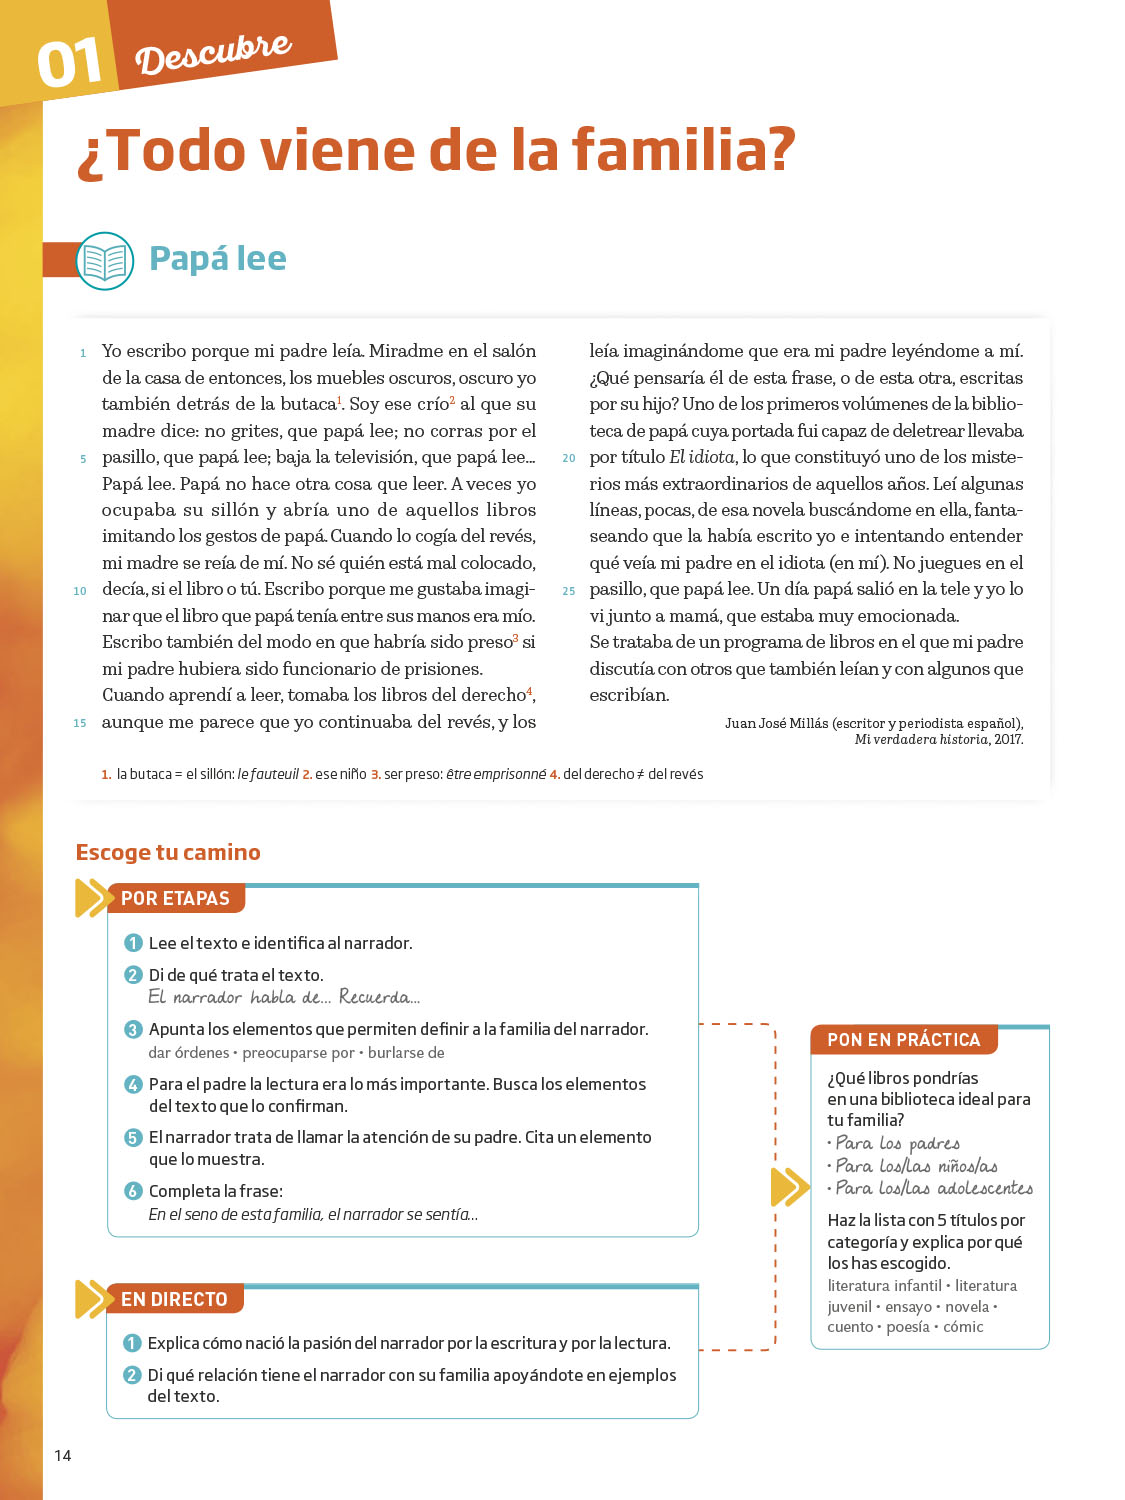 01 Descubre
¿Todo viene de la familia?
Papá lee
1 Yo escribo porque mi padre leía. Miradme en el salón
de la casa de entonces, los muebles oscuros, oscuro yo
también detrás de la butaca¹. Soy ese crío² al que su
madre dice: no grites, que papá lee; no corras por el
5 pasillo, que papá lee; baja la televisión, que papá lee...
Papá lee. Papá no hace otra cosa que leer. A veces yo
ocupaba su sillón y abría uno de aquellos libros
imitando los gestos de papá. Cuando lo cogía del revés,
mi madre se reía de mí. No sé quién está mal colocado,
10 decía, si el libro o tú. Escribo porque me gustaba imagi-
nar que el libro que papá tenía entre sus manos era mío.
Escribo también del modo en que habría sido preso³ si
mi padre hubiera sido funcionario de prisiones.
Cuando aprendí a leer, tomaba los libros del derecho⁴,
15 aunque me parece que yo continuaba del revés, y los
leía imaginándome que era mi padre leyéndome a mí.
¿Qué pensaría él de esta frase, o de esta otra, escritas
por su hijo? Uno de los primeros volúmenes de la biblio-
teca de papá cuya portada fui capaz de deletrear llevaba
20 por título El idiota, lo que constituyó uno de los miste-
rios más extraordinarios de aquellos años. Leí algunas
líneas, pocas, de esa novela buscándome en ella, fanta-
seando que la había escrito yo e intentando entender
qué veía mi padre en el idiota (en mí). No juegues en el
25 pasillo, que papá lee. Un día papá salió en la tele y yo lo
vi junto a mamá, que estaba muy emocionada.
Se trataba de un programa de libros en el que mi padre
discutía con otros que también leían y con algunos que
escribían.
Juan José Millás (escritor y periodista español),
Mi verdadera historia, 2017.
1. la butaca = el sillón: le fauteuil 2. ese niño 3. ser preso: être emprisonné 4. del derecho ≠ del revés
Escoge tu camino
POR ETAPAS
1 Lee el texto e identifica al narrador.
2 Di de qué trata el texto.
El narrador habla de... Recuerda...
3 Apunta los elementos que permiten definir a la familia del narrador.
dar órdenes • preocuparse por • burlarse de
4 Para el padre la lectura era lo más importante. Busca los elementos
del texto que lo confirman.
5 El narrador trata de llamar la atención de su padre. Cita un elemento
que lo muestra.
6 Completa la frase:
En el seno de esta familia, el narrador se sentía...
EN DIRECTO
1 Explica cómo nació la pasión del narrador por la escritura y por la lectura.
2 Di qué relación tiene el narrador con su familia apoyándote en ejemplos
del texto.
PON EN PRÁCTICA
¿Qué libros pondrías
en una biblioteca ideal para
tu familia?
• Para los padres
• Para los/las niños/as
• Para los/las adolescentes
Haz la lista con 5 títulos por
categoría y explica por qué
los has escogido.
literatura infantil • literatura
juvenil • ensayo • novela •
cuento • poesía • cómic
14